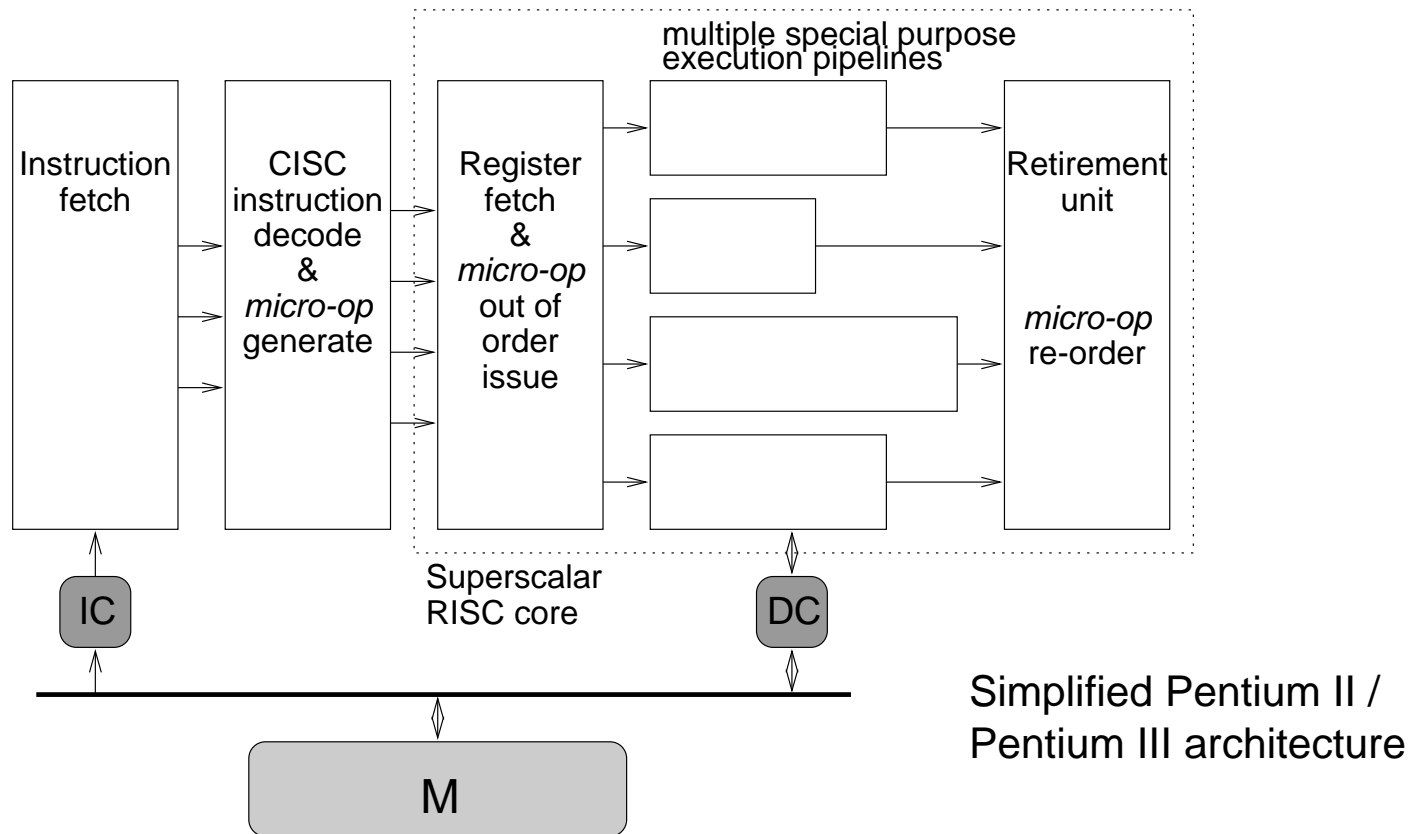 multiple special purpose
execution pipelines
Instruction
fetch
CISC
instruction
decode
&
micro-op
generate
Register
fetch
&
micro-op
out of
order
issue
Retirement
unit
micro-op
re-order
Superscalar
RISC core
IC
DC
M
Simplified Pentium II /
Pentium III architecture